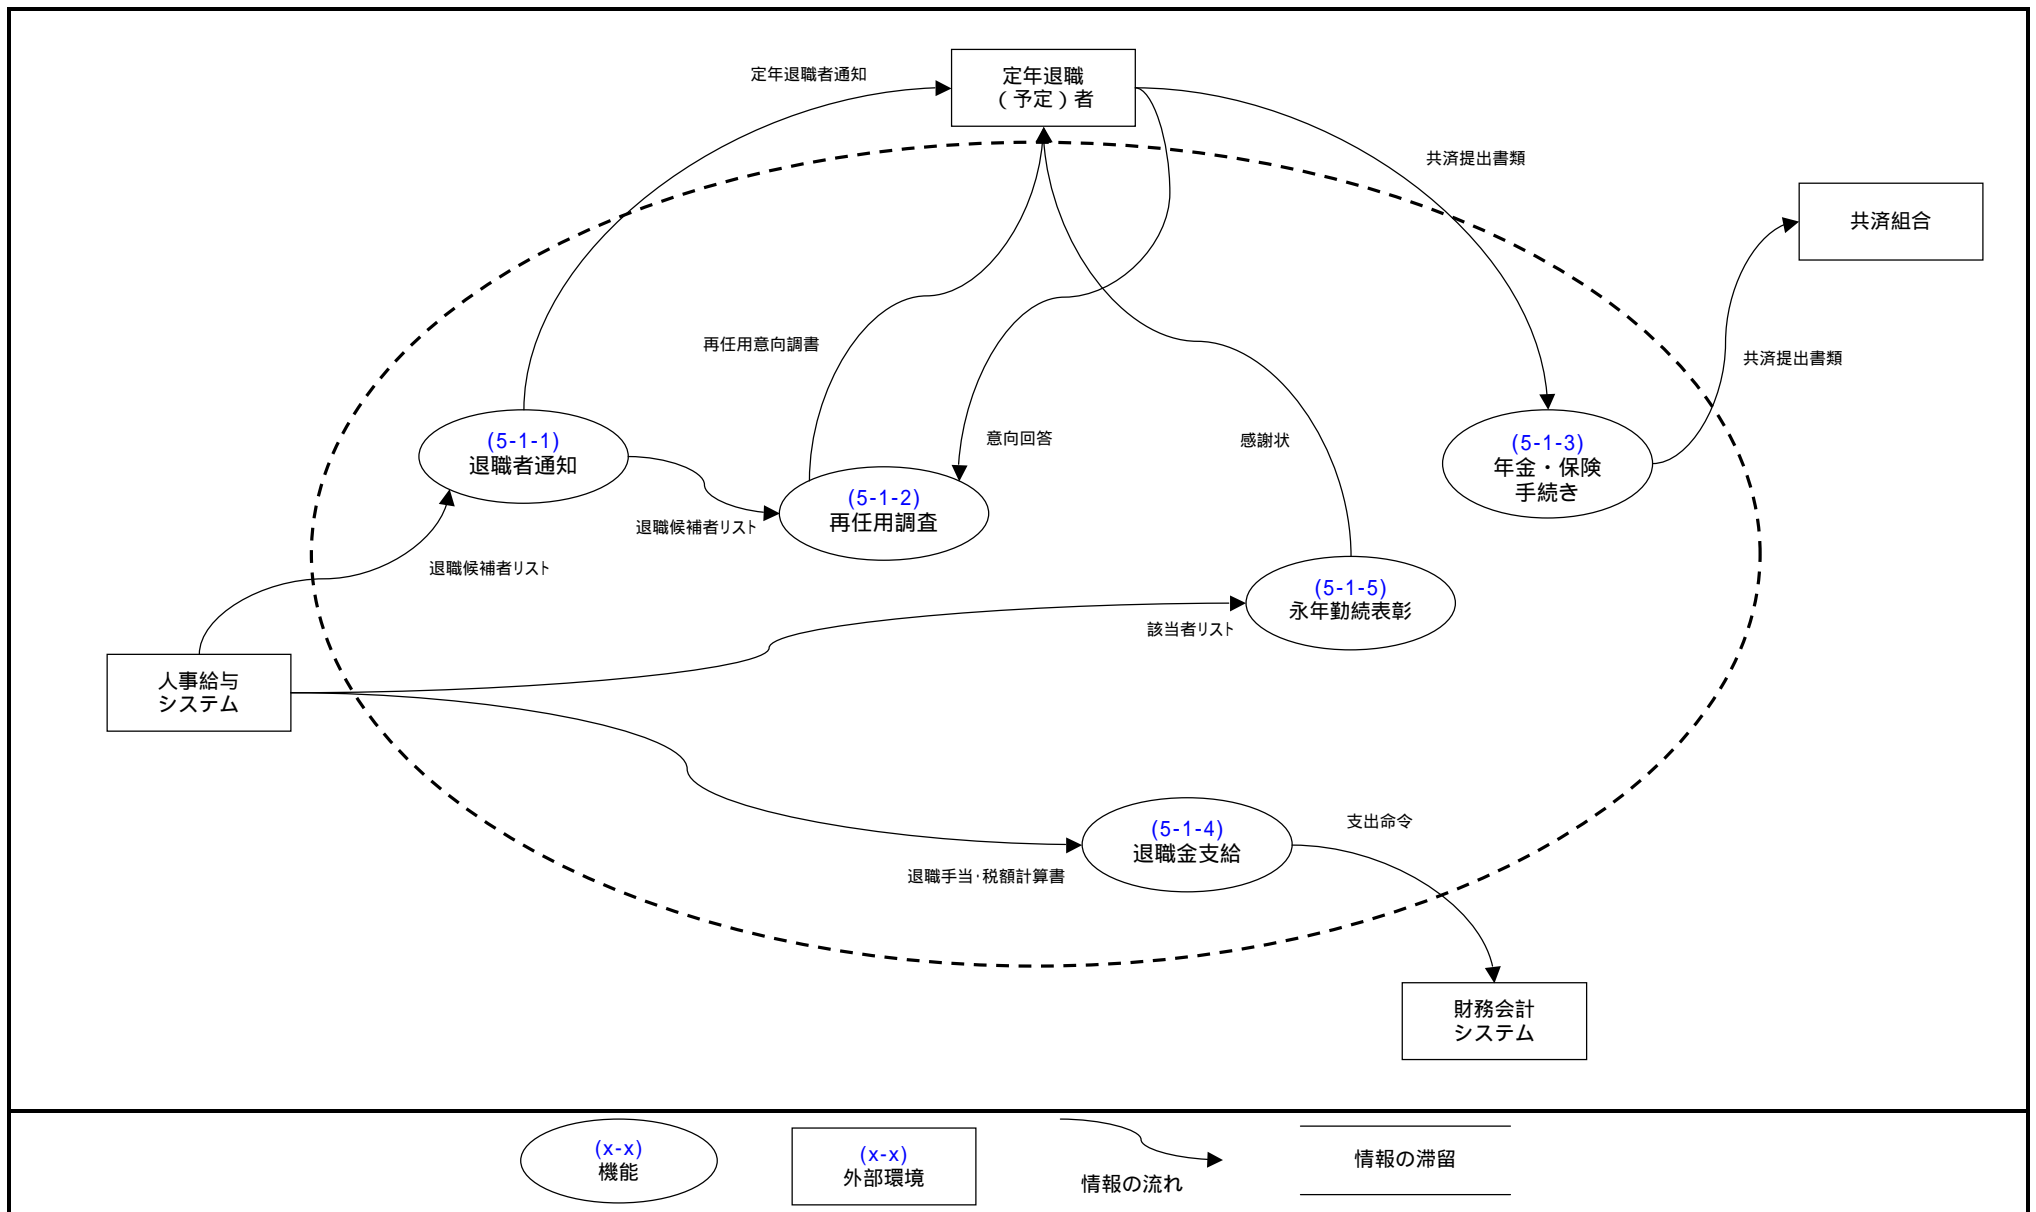 定年退職者通知
定年退職
（予定）者
共済提出書類
共済組合
再任用意向調書
共済提出書類
(5-1-1)
退職者通知
意向回答
感謝状
(5-1-3)
年金・保険
手続き
(5-1-2)
再任用調査
退職候補者リスト
退職候補者リスト
(5-1-5)
永年勤続表彰
該当者リスト
人事給与
システム
(5-1-4)
退職金支給
支出命令
退職手当･税額計算書
財務会計
システム
(x-x)
機能
(x-x)
外部環境
情報の流れ
情報の滞留